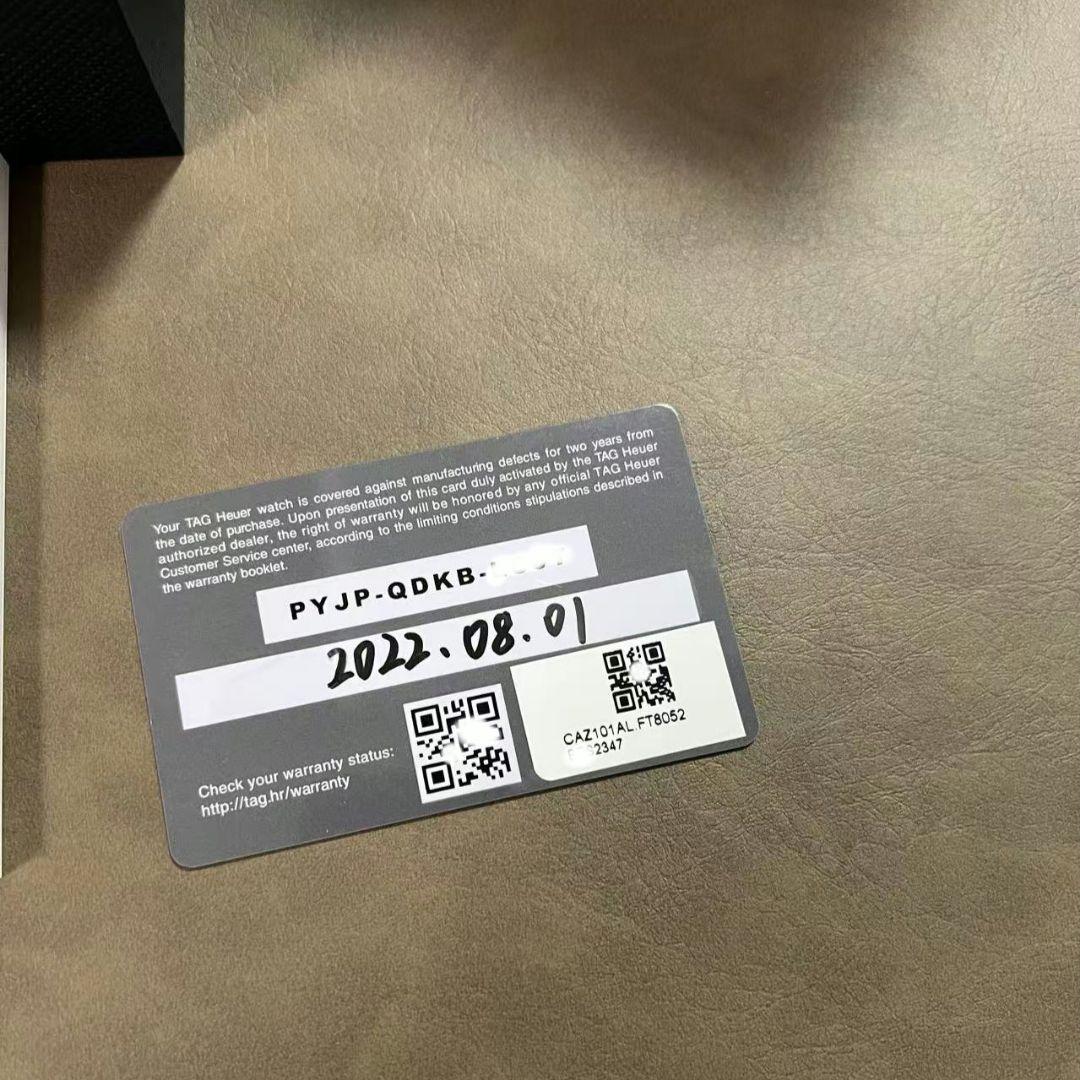 Your TAG Heuer watch is covered against manufacturing defects for two years from
the date of purchase. Upon presentation of this card duly activated by the TAG Heuer
authorized dealer, the right of warranty will be honored by any official TAG Heuer
Customer Service center, according to the limiting conditions stipulations described in
the warranty booklet.
PYJP-QDKB-
2022.08.01
CAZ101AL.FT8052
2347
Check your warranty status:
http://tag.hr/warranty